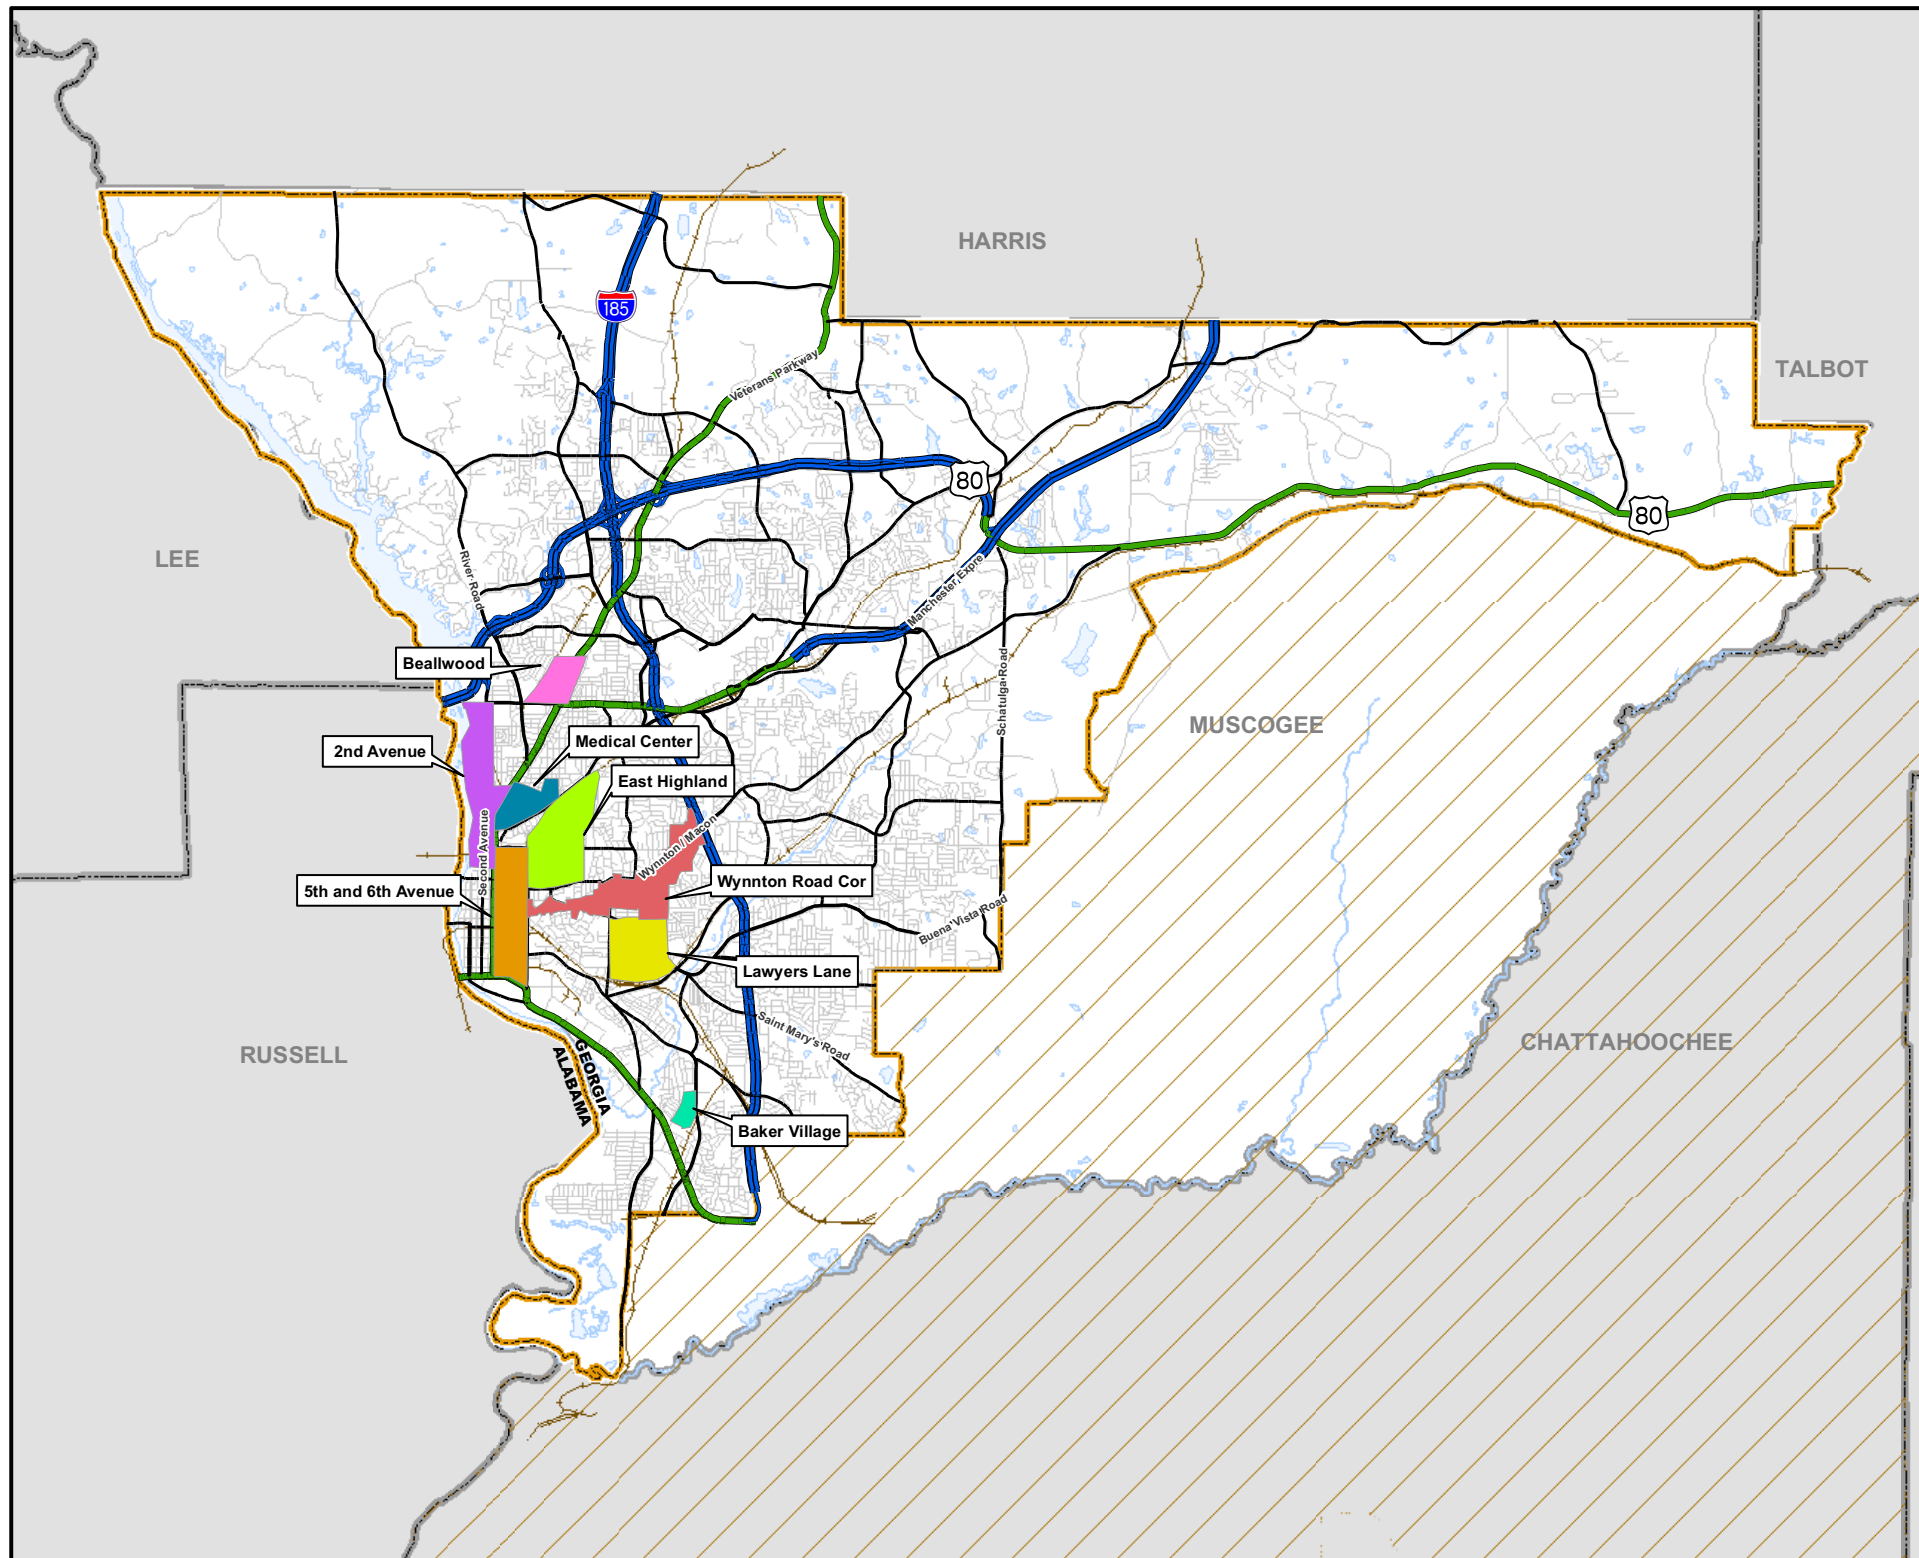 HARRIS
185
TALBOT
Veterans Parkway
80
80
LEE
River Road
Manchester Expre
Beallwood
Schatulga Road
MUSCOGEE
2nd Avenue
Medical Center
East Highland
Second Avenue
Wynnton / Macon
5th and 6th Avenue
Wynnton Road Cor
Buena Vista Road
Lawyers Lane
Saint Mary's Road
RUSSELL
GEORGIA
ALABAMA
CHATTAHOOCHEE
Baker Village